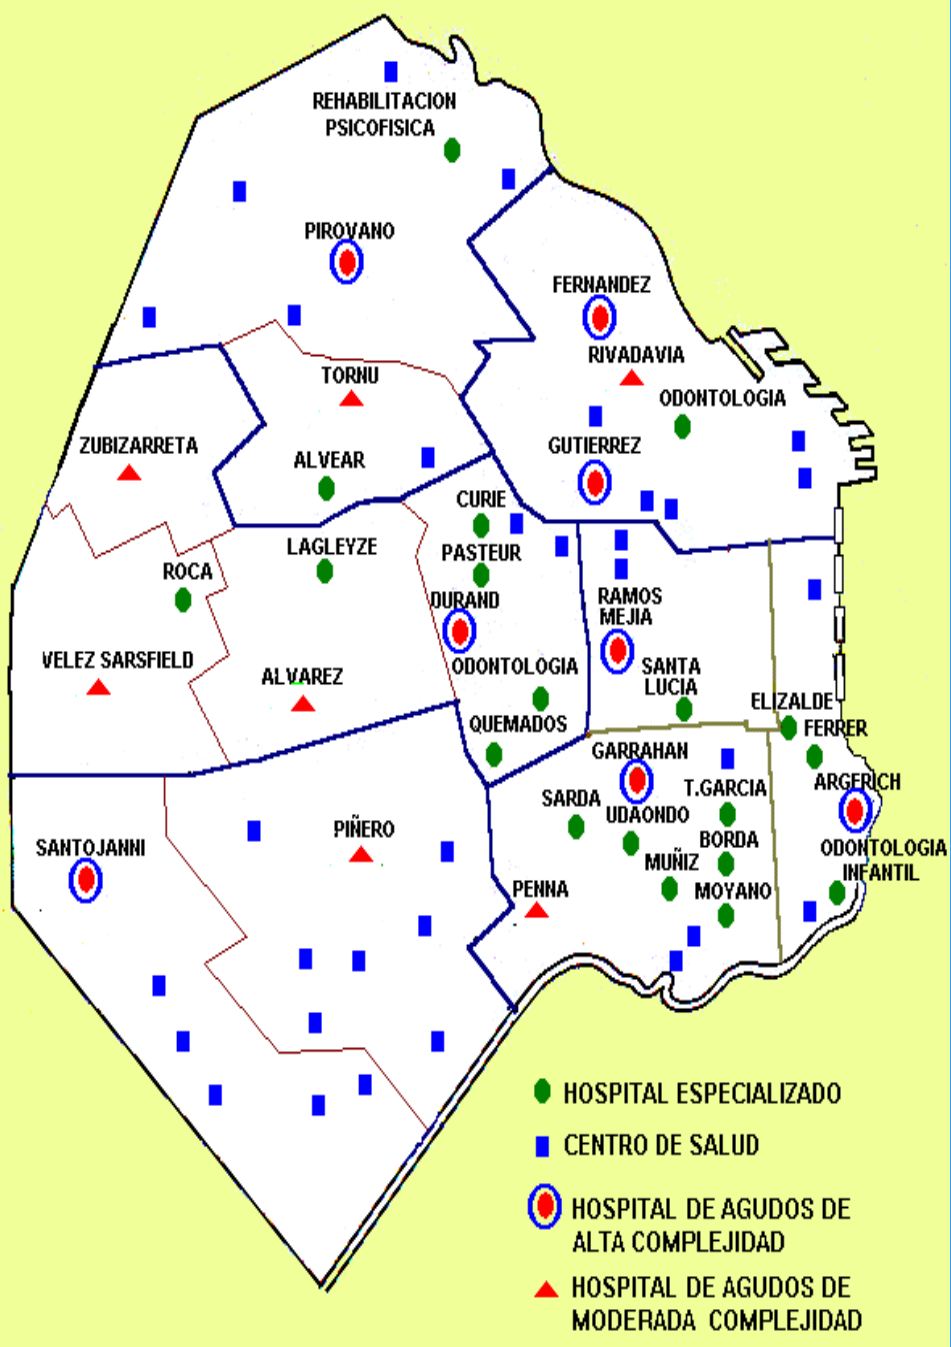 REHABILITACION
PSICOFISICA
PIROVANO
FERNANDEZ
RIVADAVIA
TORNU
ODONTOLOGIA
ZUBIZARRETA
GUTIERREZ
ALVEAR
CURIE
LAGLEYZE
PASTEUR
ROCA
DURAND
RAMOS
MEJIA
VELEZ SARSFIELD
ALVAREZ
ODONTOLOGIA
SANTA
LUCIA
ELIZALDE
QUEMADOS
FERRER
GARRAHAN
ARGERICH
T.GARCIA
SARDA
UDAONDO
PIÑERO
BORDA
SANTOJANNI
ODONTOLOGIA
INFANTIL
MUÑIZ
PENNA
MOYANO
HOSPITAL ESPECIALIZADO
CENTRO DE SALUD
HOSPITAL DE AGUDOS DE
ALTA COMPLEJIDAD
HOSPITAL DE AGUDOS DE
MODERADA COMPLEJIDAD